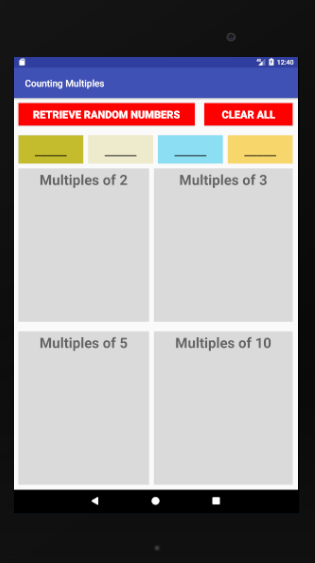 12:40
Counting Multiples
RETRIEVE RANDOM NUMBERS CLEAR ALL
Multiples of 2 Multiples of 3
Multiples of 5 Multiples of 10